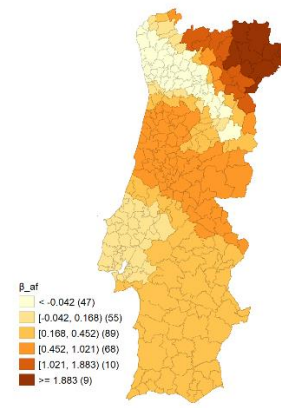 β_af
< -0.042 (47)
[-0.042, 0.168) (55)
[0.168, 0.452) (89)
[0.452, 1.021) (68)
[1.021, 1.883) (10)
>= 1.883 (9)